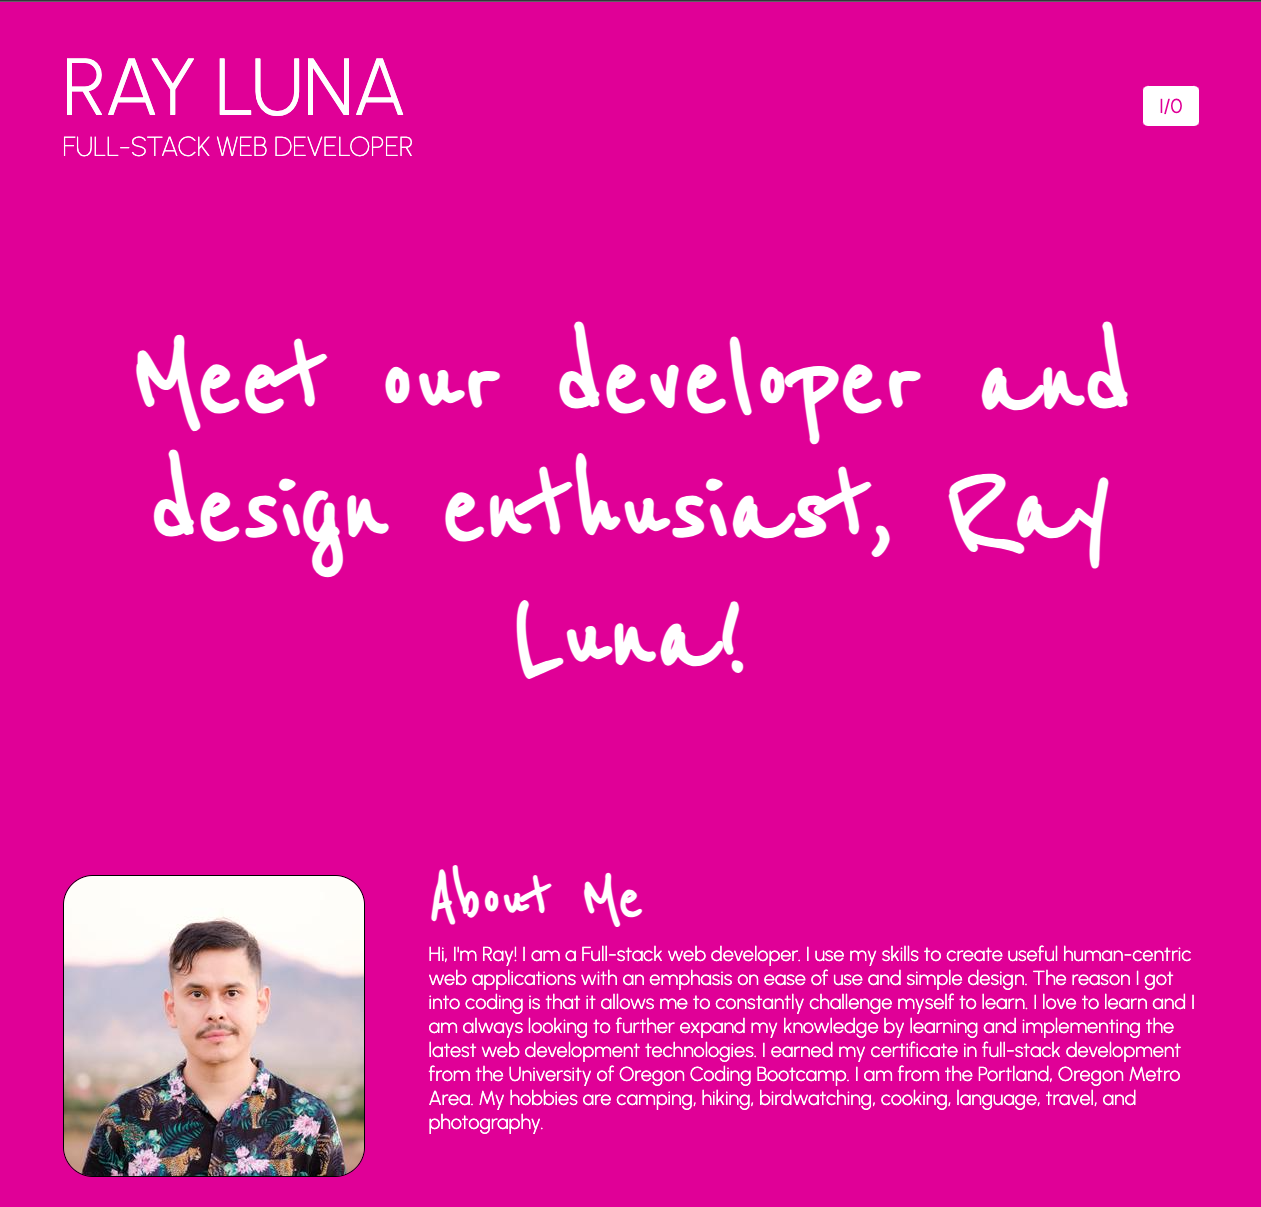 RAY LUNA
FULL-STACK WEB DEVELOPER
I/O
Meet our developer and
design enthusiast, Ray
Luna!
About Me
Hi, I'm Ray! I am a Full-stack web developer. I use my skills to create useful human-centric
web applications with an emphasis on ease of use and simple design. The reason I got
into coding is that it allows me to constantly challenge myself to learn. I love to learn and I
am always looking to further expand my knowledge by learning and implementing the
latest web development technologies. I earned my certificate in full-stack development
from the University of Oregon Coding Bootcamp. I am from the Portland, Oregon Metro
Area. My hobbies are camping, hiking, birdwatching, cooking, language, travel, and
photography.